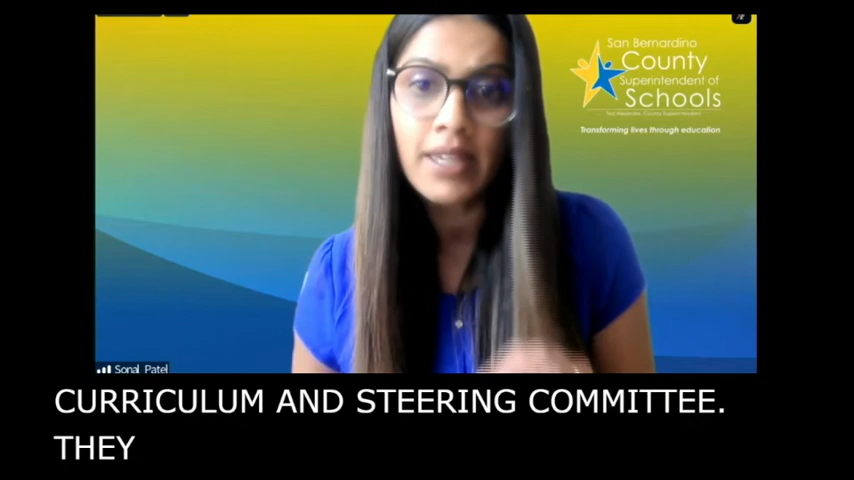 San Bernardino
County
Superintendent of
Schools
Transforming lives through education
Sonal Patel
CURRICULUM AND STEERING COMMITTEE.
THEY